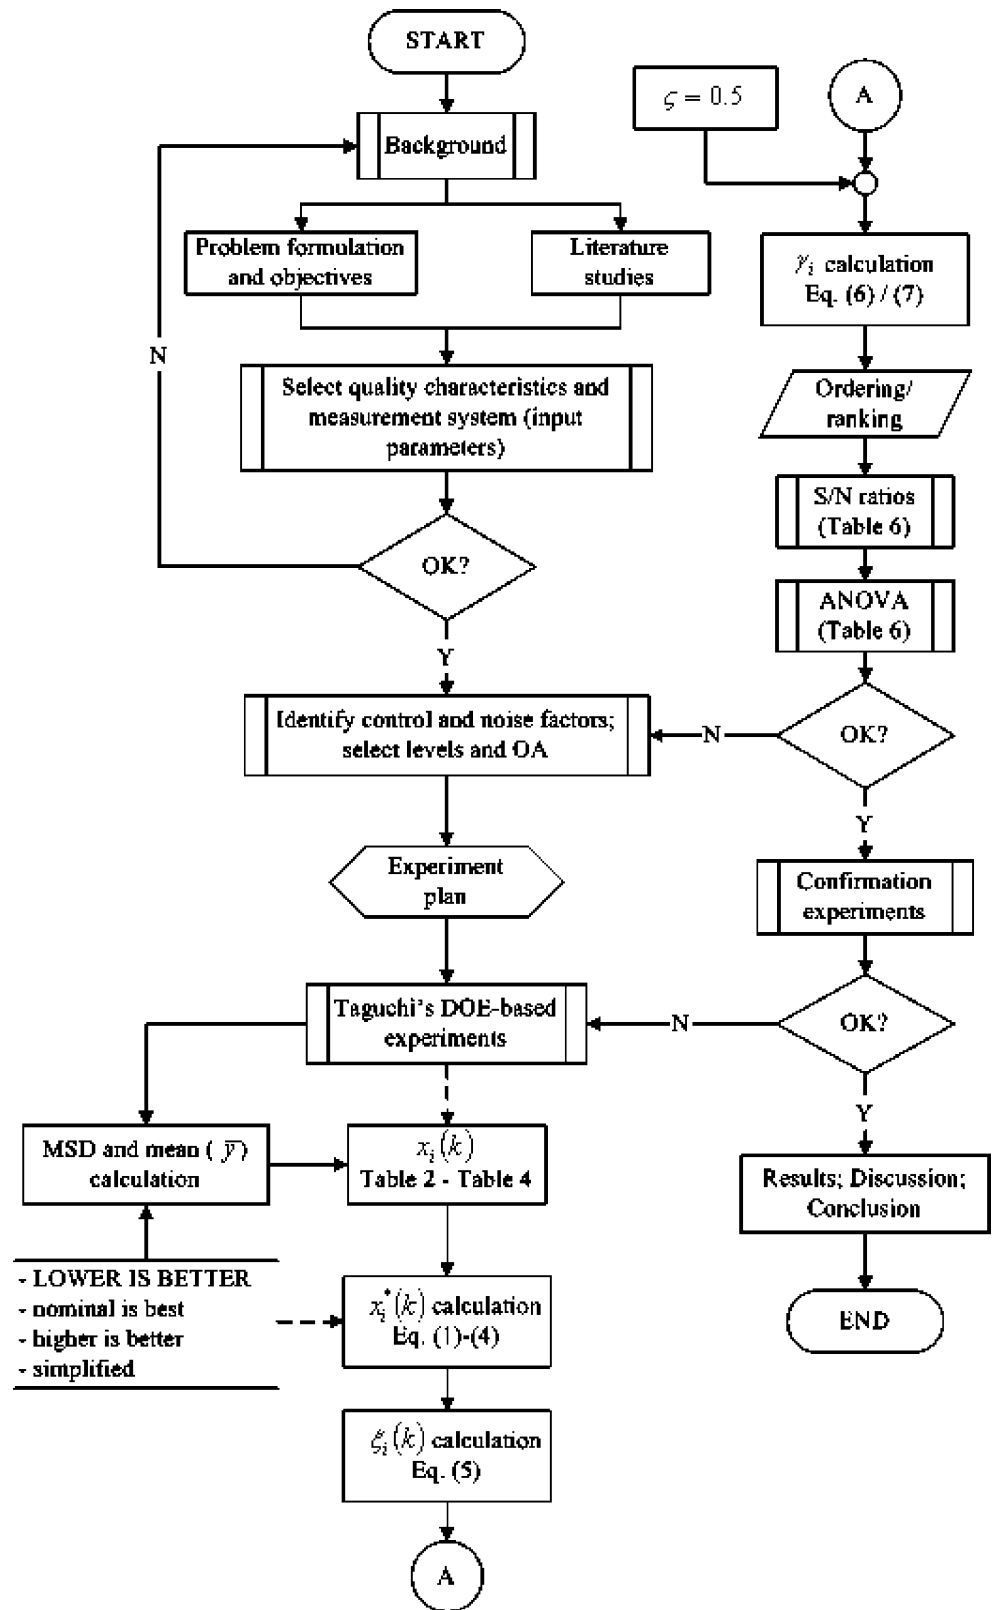 START
Background
Problem formulation
and objectives
Literature
studies
N
Select quality characteristics and
measurement system (input
parameters)
OK?
Y
Identify control and noise factors;
select levels and OA
Experiment
plan
Taguchi's DOE-based
experiments
MSD and mean ( ȳ )
calculation
xᵢ(k)
Table 2 - Table 4
- LOWER IS BETTER
- nominal is best
- higher is better
- simplified
xᵢ*(k) calculation
Eq. (1)-(4)
ξᵢ(k) calculation
Eq. (5)
A
ς = 0.5
A
γᵢ calculation
Eq. (6) / (7)
Ordering/
ranking
S/N ratios
(Table 6)
ANOVA
(Table 6)
OK?
N
Y
Confirmation
experiments
OK?
N
Y
Results; Discussion;
Conclusion
END